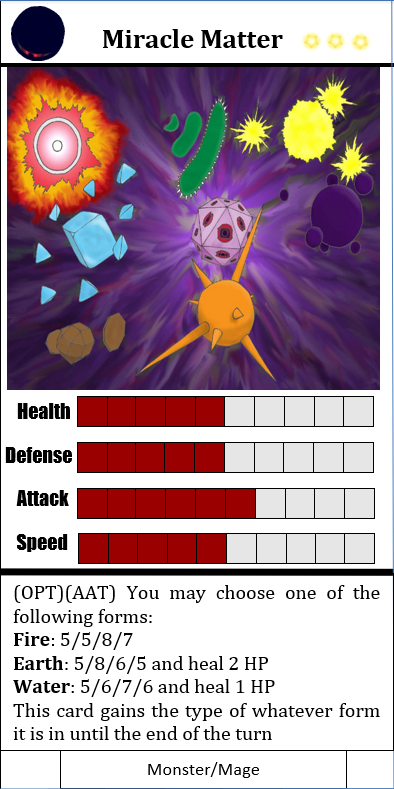 Miracle Matter
Health
Defense
Attack
Speed
(OPT)(AAT) You may choose one of the
following forms:
Fire: 5/5/8/7
Earth: 5/8/6/5 and heal 2 HP
Water: 5/6/7/6 and heal 1 HP
This card gains the type of whatever form
it is in until the end of the turn
Monster/Mage